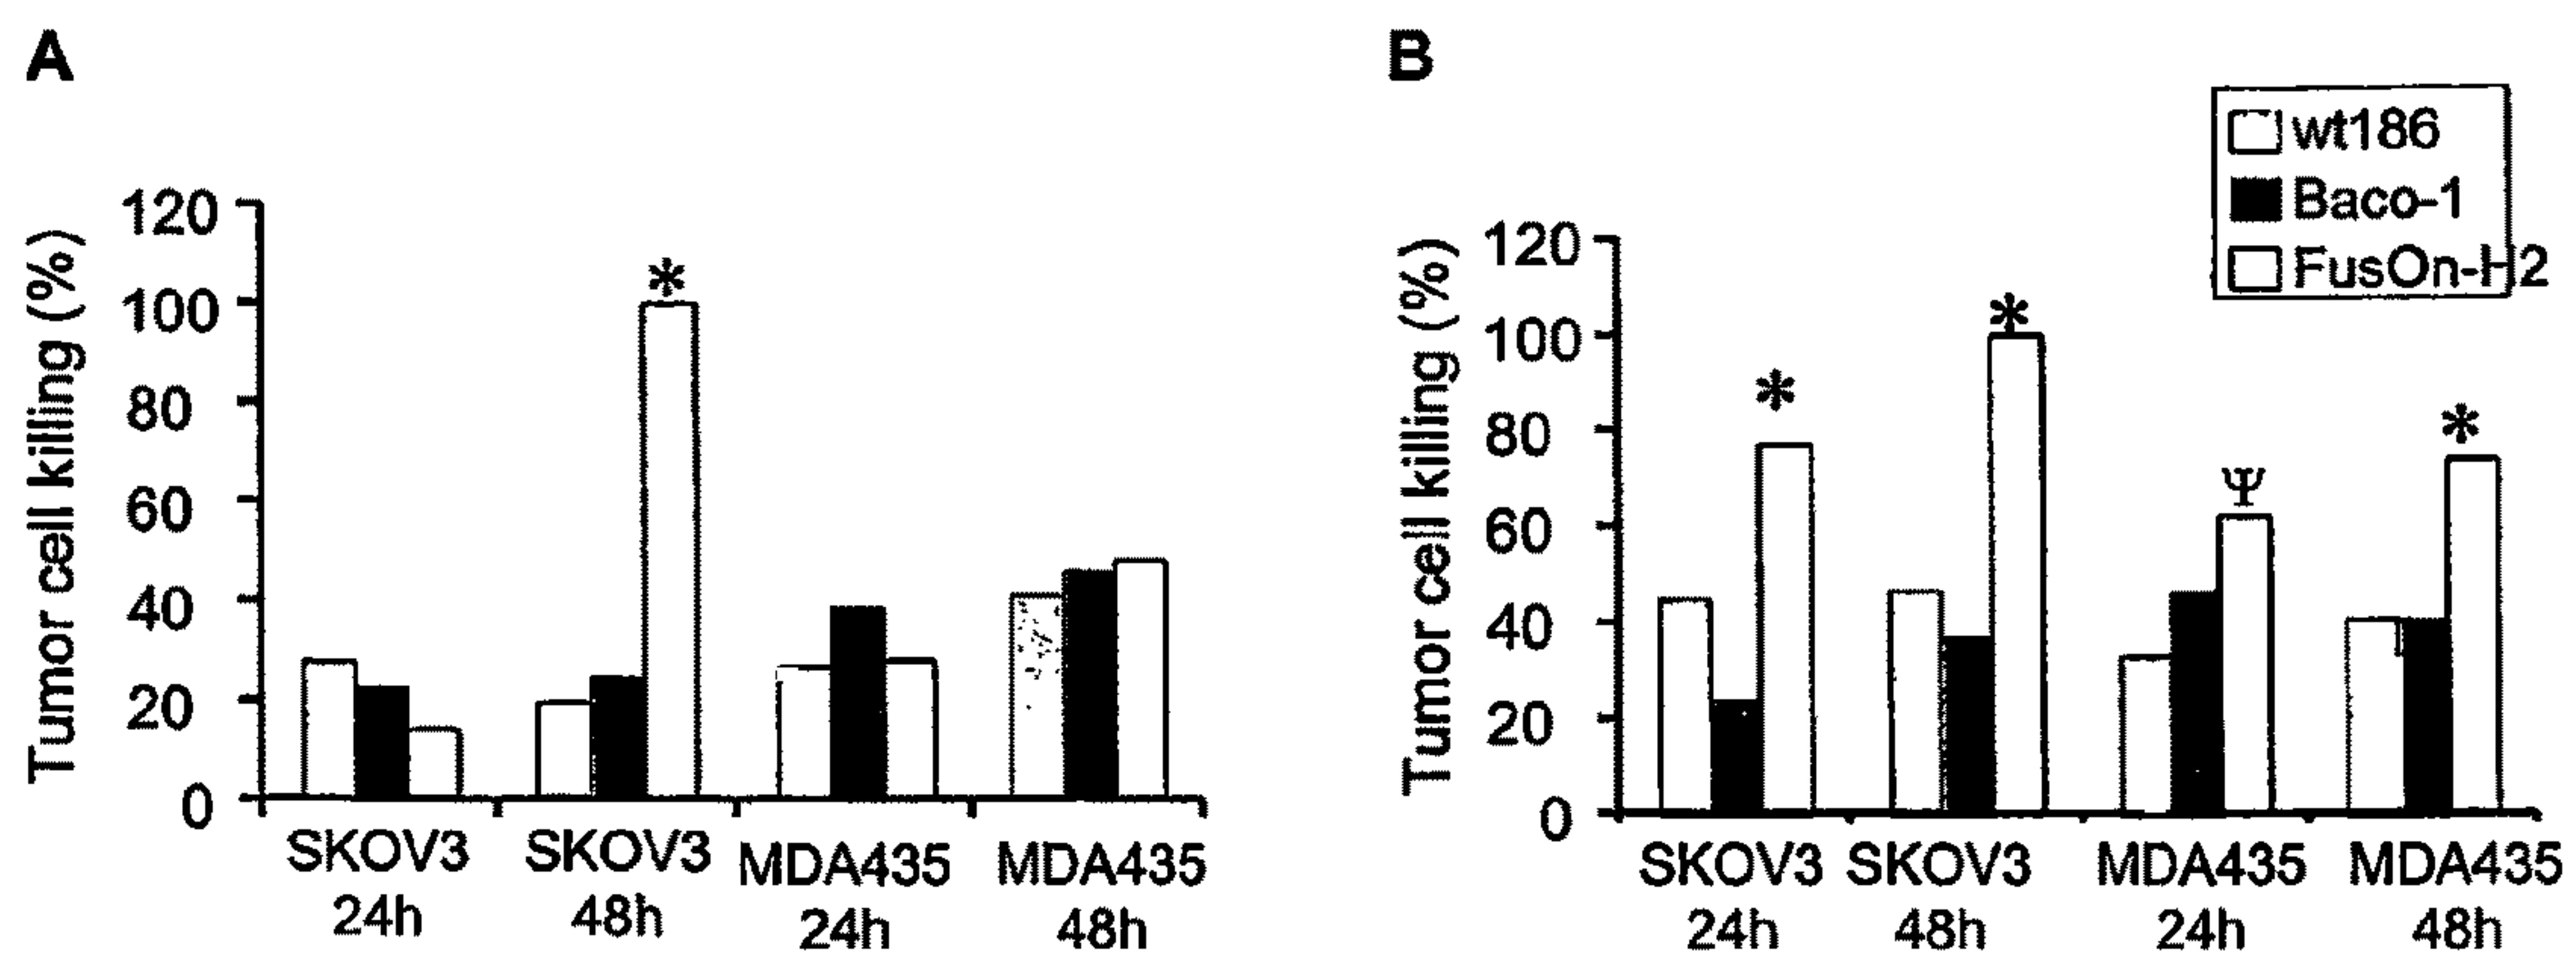 A
Tumor cell killing (%)
120
100
80
60
40
20
0
*
SKOV3
24h
SKOV3
48h
MDA435
24h
MDA435
48h
B
wt186
Baco-1
FusOn-H2
Tumor cell killing (%)
120
100
80
60
40
20
0
*
*
Ψ
*
SKOV3
24h
SKOV3
48h
MDA435
24h
MDA435
48h